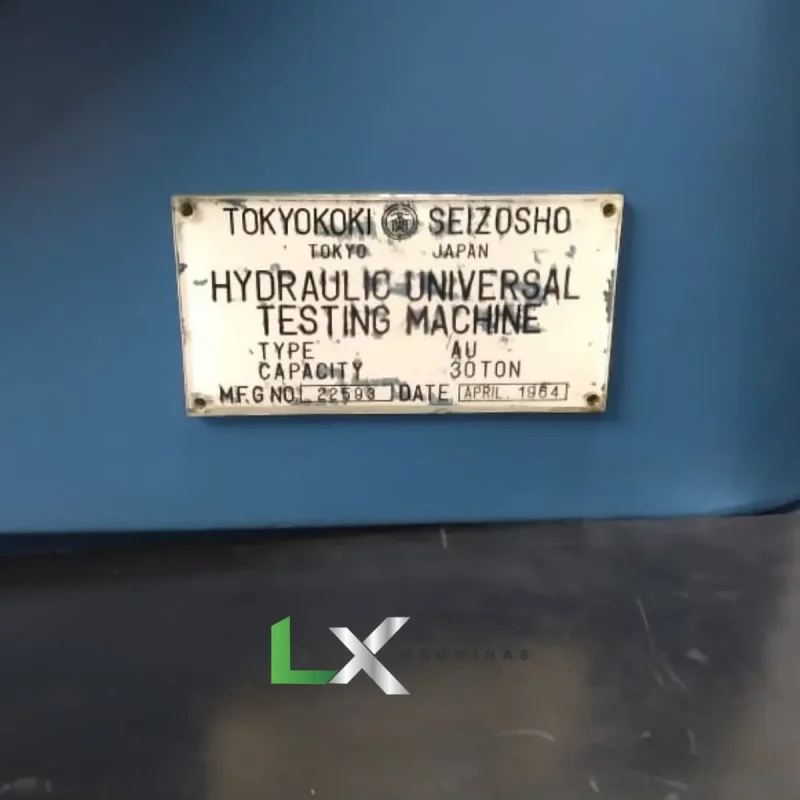 TOKYOKOKI SEIZOSHO
TOKYO JAPAN
HYDRAULIC UNIVERSAL
TESTING MACHINE
TYPE AU
CAPACITY 30TON
MFG NO. 22593 DATE APRIL. 1964
LX
MAQUINAS